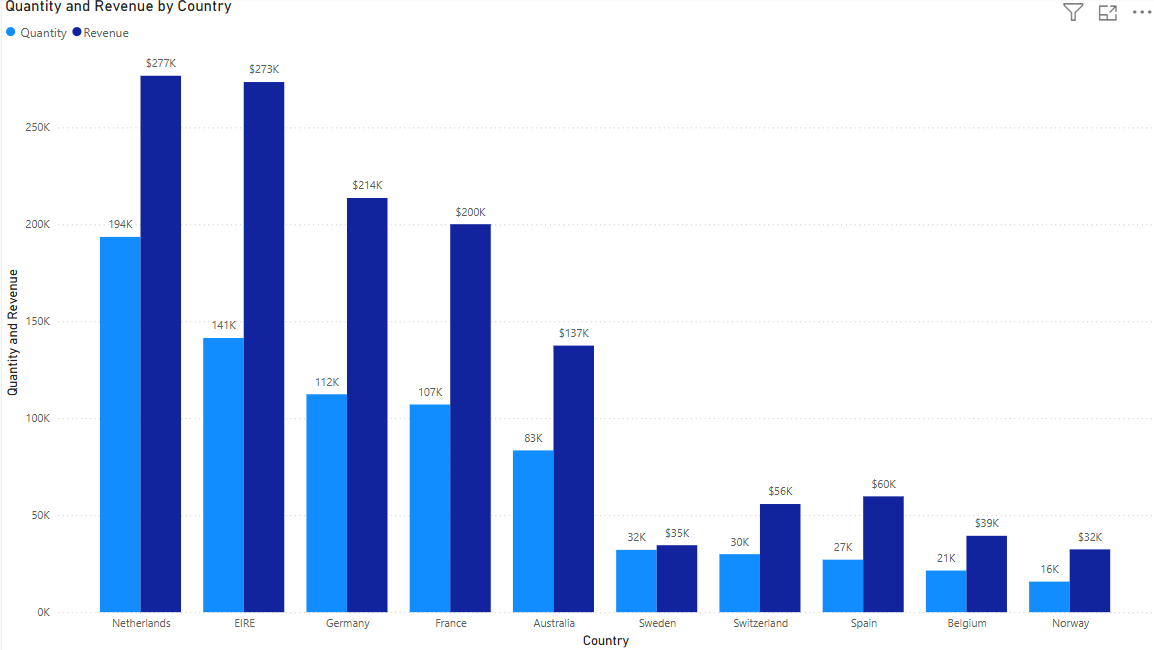 Quantity and Revenue by Country
Quantity Revenue
$277K
$273K
250K
$214K
$200K
200K
194K
150K
141K
$137K
112K
107K
100K
83K
$60K
$56K
50K
$39K
32K
$35K
30K
27K
21K
16K
$32K
0K
Netherlands EIRE Germany France Australia Sweden Switzerland Spain Belgium Norway
Country
Quantity and Revenue